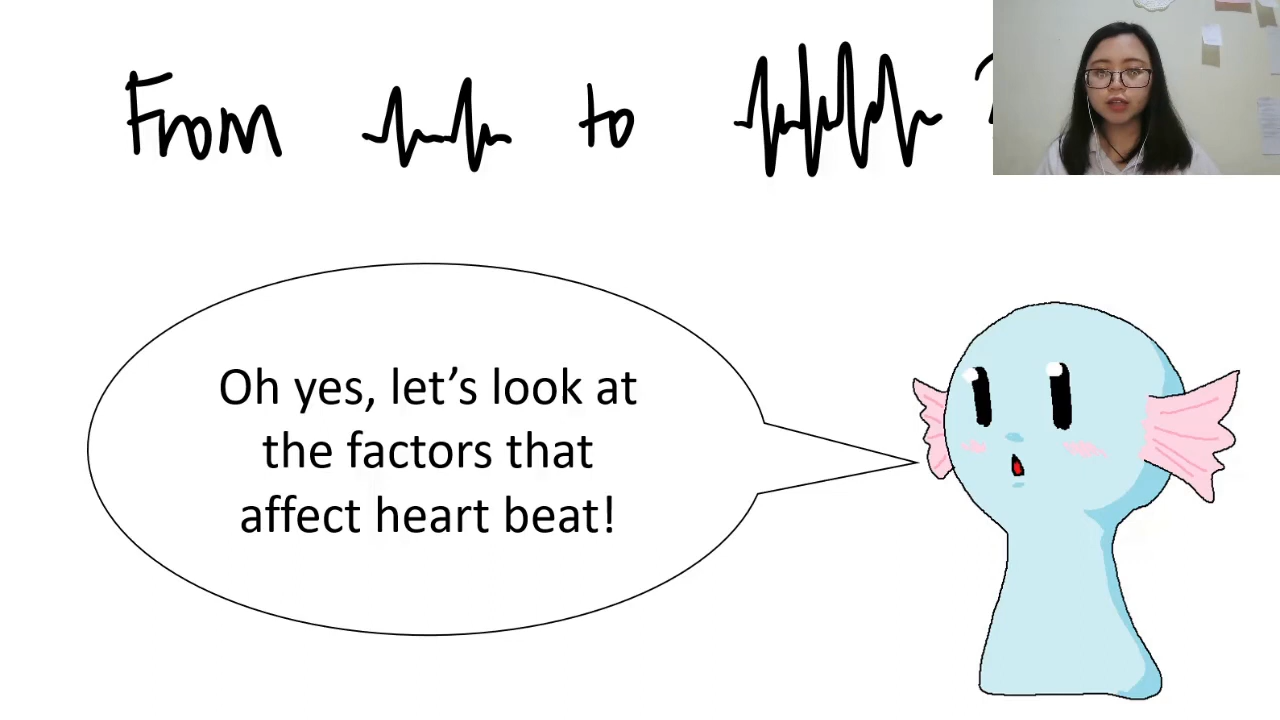 From to
Oh yes, let's look at
the factors that
affect heart beat!